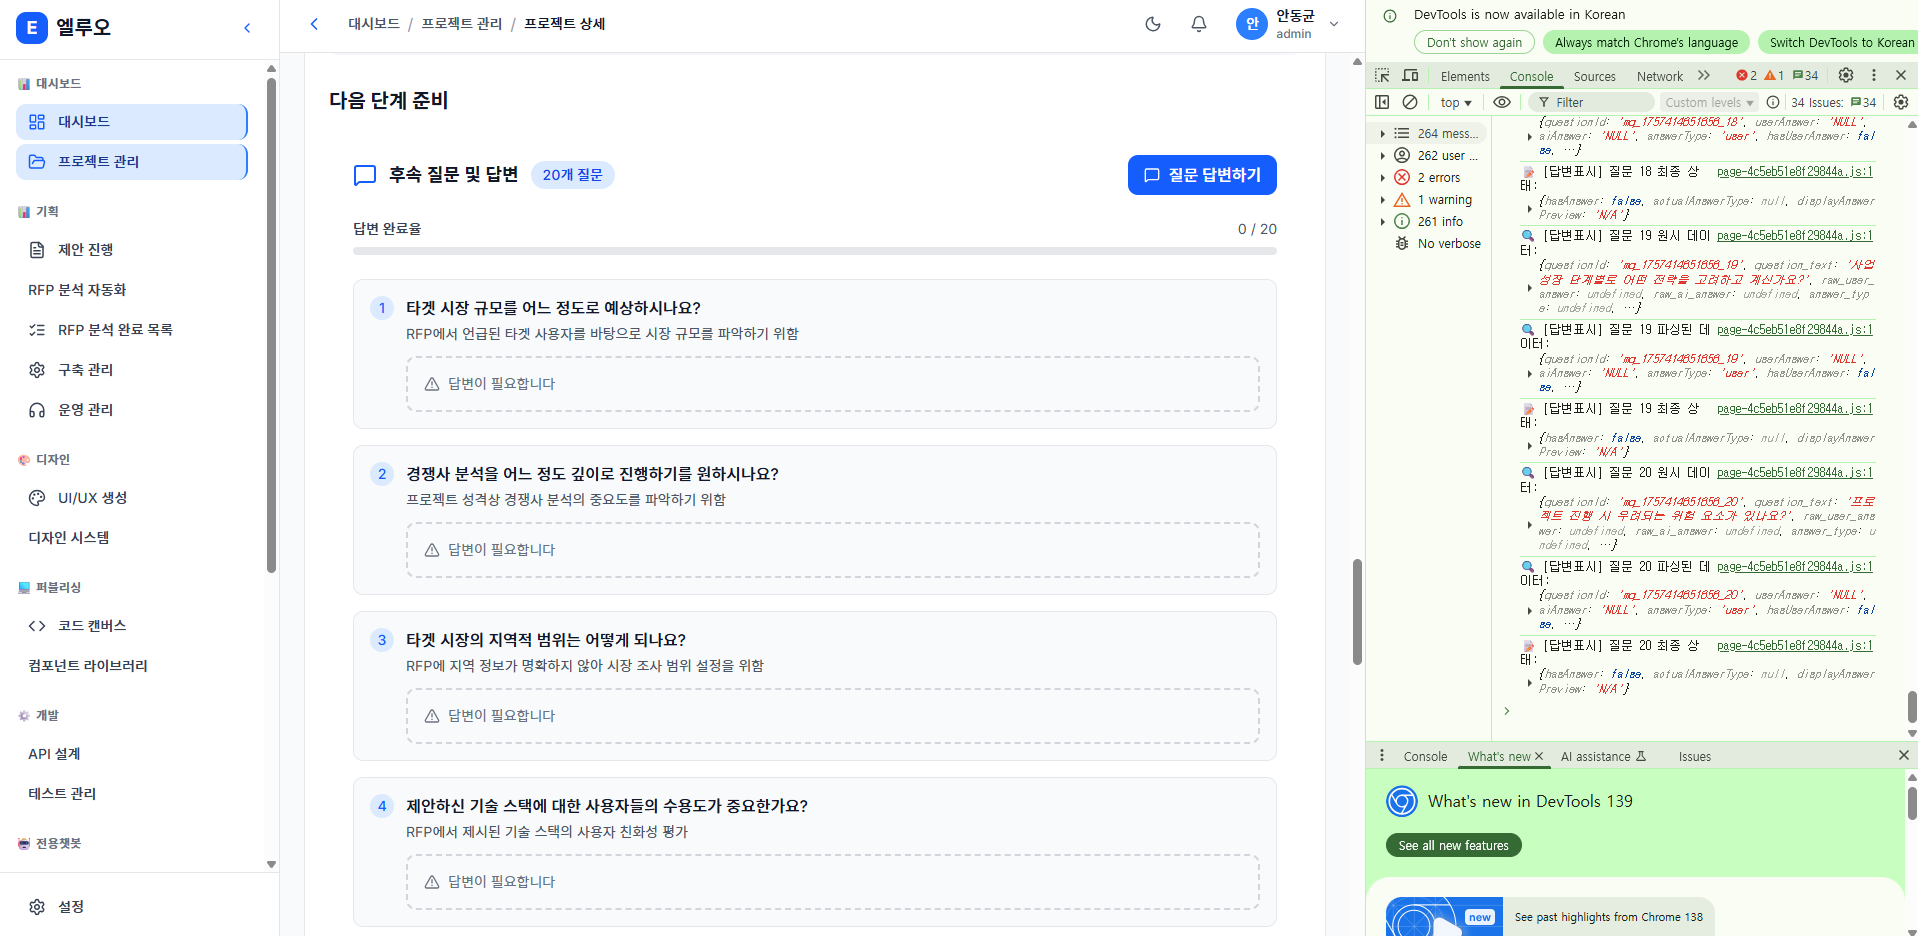 E 엘루오
대시보드
대시보드
프로젝트 관리
기획
제안 진행
RFP 분석 자동화
RFP 분석 완료 목록
구축 관리
운영 관리
디자인
UI/UX 생성
디자인 시스템
퍼블리싱
코드 캔버스
컴포넌트 라이브러리
개발
API 설계
테스트 관리
전용챗봇
설정
대시보드 / 프로젝트 관리 / 프로젝트 상세
안
안동균
admin
다음 단계 준비
후속 질문 및 답변 20개 질문
질문 답변하기
답변 완료율 0 / 20
1 타겟 시장 규모를 어느 정도로 예상하시나요?
RFP에서 언급된 타겟 사용자를 바탕으로 시장 규모를 파악하기 위함
답변이 필요합니다
2 경쟁사 분석을 어느 정도 깊이로 진행하기를 원하시나요?
프로젝트 성격상 경쟁사 분석의 중요도를 파악하기 위함
답변이 필요합니다
3 타겟 시장의 지역적 범위는 어떻게 되나요?
RFP에 지역 정보가 명확하지 않아 시장 조사 범위 설정을 위함
답변이 필요합니다
4 제안하신 기술 스택에 대한 사용자들의 수용도가 중요한가요?
RFP에서 제시된 기술 스택의 사용자 친화성 평가
답변이 필요합니다
DevTools is now available in Korean
Don't show again Always match Chrome's language Switch DevTools to Korean
Elements Console Sources Network 2 1 34
top Filter Custom levels 34 Issues: 34
264 mess...
262 user ...
2 errors
1 warning
261 info
No verbose
{questionId: 'mq_1757414651656_18', userAnswer: 'NULL',
aiAnswer: 'NULL', answerType: 'user', hasUserAnswer: fal
se, …}
[답변표시] 질문 18 최종 상 page-4c5eb51e8f29844a.js:1
태:
{hasAnswer: false, actualAnswerType: null, displayAnswer
Preview: 'N/A'}
[답변표시] 질문 19 원시 데이 page-4c5eb51e8f29844a.js:1
터:
{questionId: 'mq_1757414651656_19', question_text: '사업
성장 단계별로 어떤 전략을 고려하고 계신가요?', raw_user_
answer: undefined, raw_ai_answer: undefined, answer_typ
e: undefined, …}
[답변표시] 질문 19 파싱된 데 page-4c5eb51e8f29844a.js:1
이터:
{questionId: 'mq_1757414651656_19', userAnswer: 'NULL',
aiAnswer: 'NULL', answerType: 'user', hasUserAnswer: fal
se, …}
[답변표시] 질문 19 최종 상 page-4c5eb51e8f29844a.js:1
태:
{hasAnswer: false, actualAnswerType: null, displayAnswer
Preview: 'N/A'}
[답변표시] 질문 20 원시 데이 page-4c5eb51e8f29844a.js:1
터:
{questionId: 'mq_1757414651656_20', question_text: '프로
젝트 진행 시 우려되는 위험 요소가 있나요?', raw_user_ans
wer: undefined, raw_ai_answer: undefined, answer_type: u
ndefined, …}
[답변표시] 질문 20 파싱된 데 page-4c5eb51e8f29844a.js:1
이터:
{questionId: 'mq_1757414651656_20', userAnswer: 'NULL',
aiAnswer: 'NULL', answerType: 'user', hasUserAnswer: fal
se, …}
[답변표시] 질문 20 최종 상 page-4c5eb51e8f29844a.js:1
태:
{hasAnswer: false, actualAnswerType: null, displayAnswer
Preview: 'N/A'}
Console What's new AI assistance Issues
What's new in DevTools 139
See all new features
new See past highlights from Chrome 138